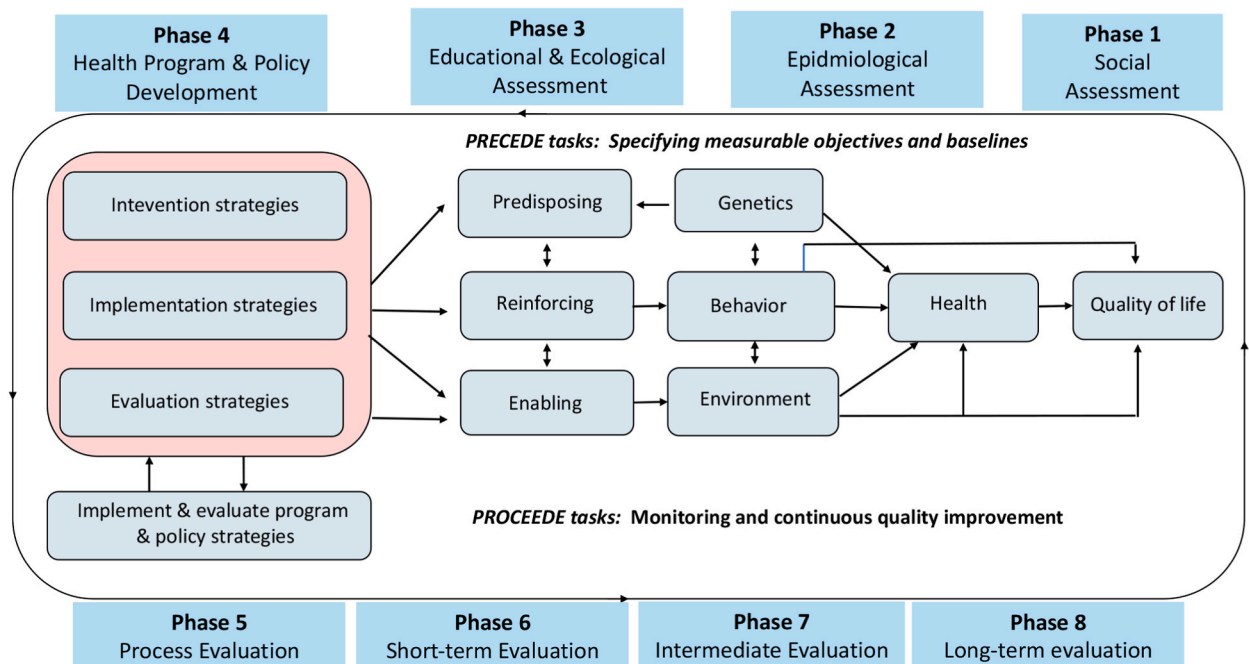 Phase 4
Health Program & Policy
Development
Phase 3
Educational & Ecological
Assessment
Phase 2
Epidmiological
Assessment
Phase 1
Social
Assessment
PRECEDE tasks: Specifying measurable objectives and baselines
Intevention strategies
Implementation strategies
Evaluation strategies
Predisposing
Genetics
Reinforcing
Behavior
Health
Quality of life
Enabling
Environment
Implement & evaluate program
& policy strategies
PROCEEDE tasks: Monitoring and continuous quality improvement
Phase 5
Process Evaluation
Phase 6
Short-term Evaluation
Phase 7
Intermediate Evaluation
Phase 8
Long-term evaluation